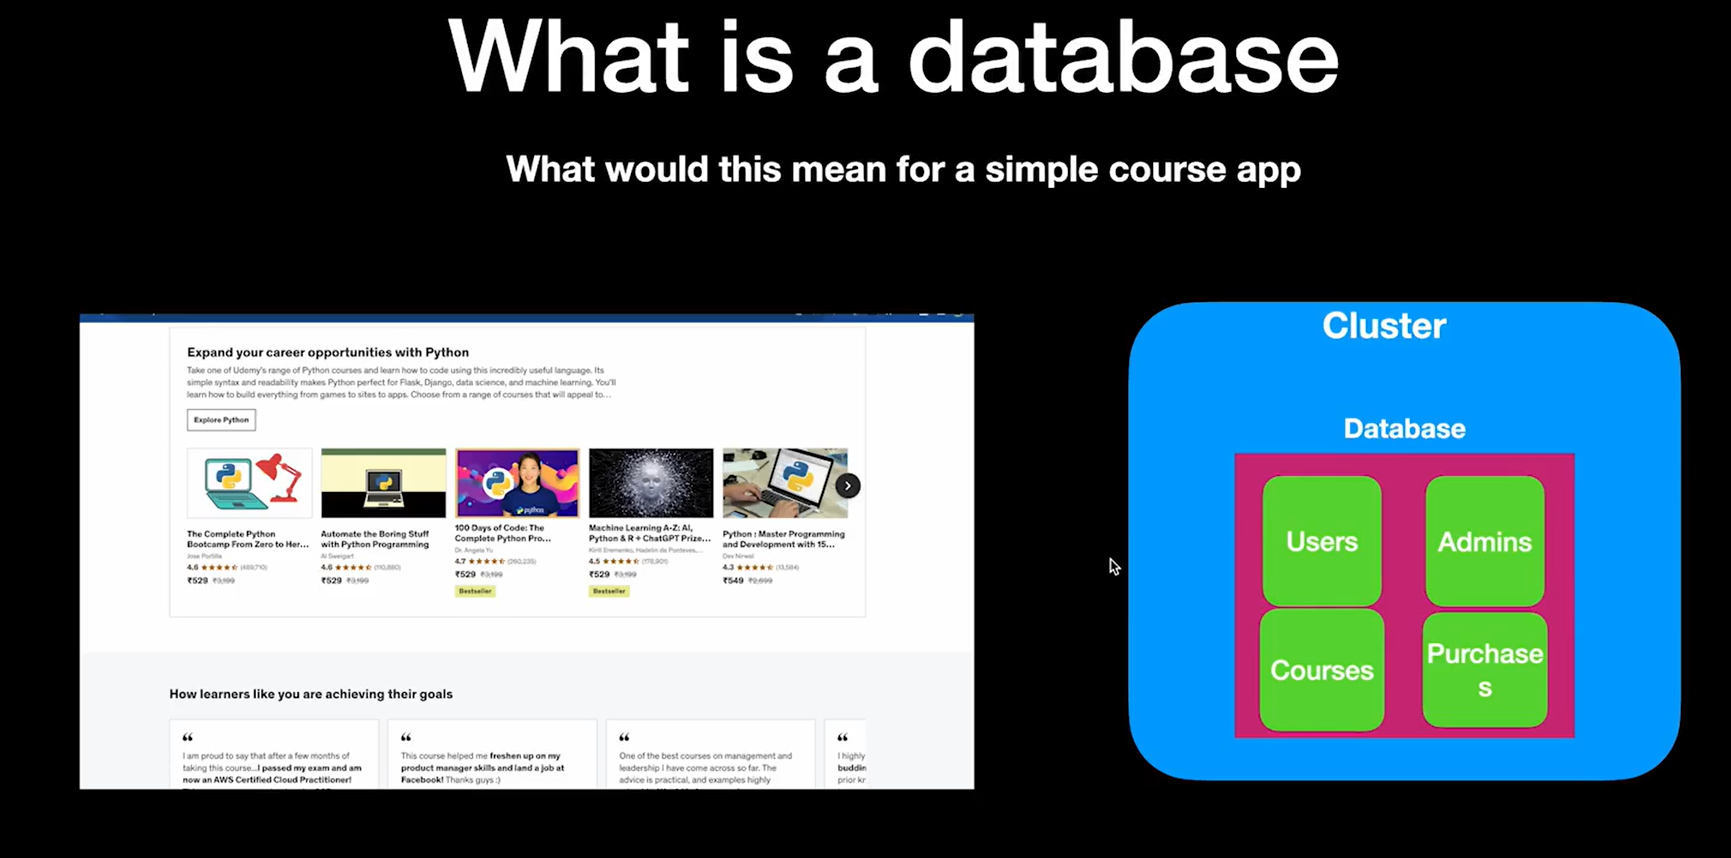 What is a database
What would this mean for a simple course app
Expand your career opportunities with Python
Take one of Udemy's range of Python courses and learn how to code using this incredibly useful language. Its
simple syntax and readability makes Python perfect for Flask, Django, data science, and machine learning. You'll
learn how to build everything from games to sites to apps. Choose from a range of courses that will appeal to...
Explore Python
The Complete Python
Bootcamp From Zero to Her...
Jose Portilla
4.6 (489,710)
₹529 ₹3,199
Automate the Boring Stuff
with Python Programming
Al Sweigart
4.6 (110,880)
₹529 ₹3,199
python
100 Days of Code: The
Complete Python Pro...
Dr. Angela Yu
4.7 (260,235)
₹529 ₹3,199
Bestseller
Machine Learning A-Z: AI,
Python & R + ChatGPT Prize...
Kirill Eremenko, Hadelin de Ponteves,...
4.5 (178,901)
₹529 ₹3,199
Bestseller
Python : Master Programming
and Development with 15...
Dev Nirwal
4.3 (13,584)
₹549 ₹2,699
How learners like you are achieving their goals
“
I am proud to say that after a few months of
taking this course...I passed my exam and am
now an AWS Certified Cloud Practitioner!
“
This course helped me freshen up on my
product manager skills and land a job at
Facebook! Thanks guys :)
“
One of the best courses on management and
leadership I have come across so far. The
advice is practical, and examples highly
“
I highly
buddin
prior kr
Cluster
Database
Users
Admins
Courses
Purchase
s